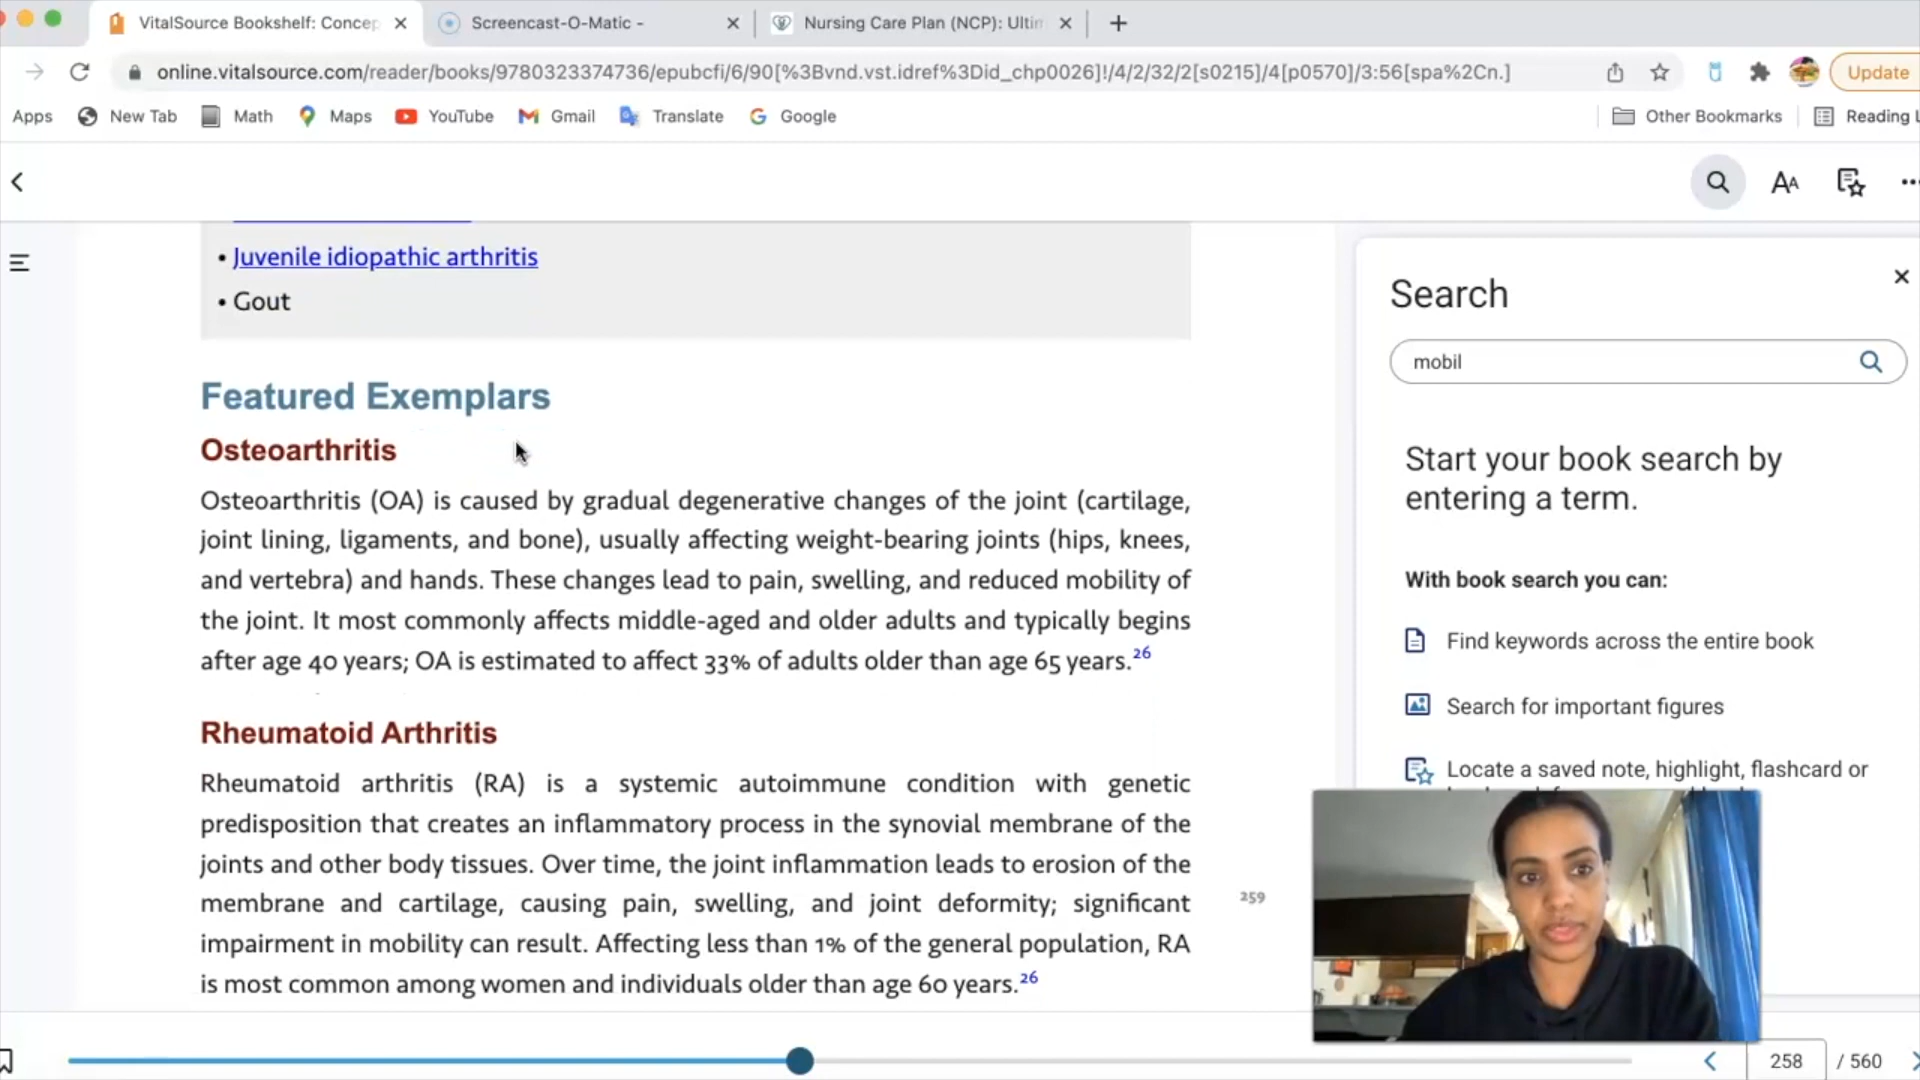 VitalSource Bookshelf: Concep
Screencast-O-Matic -
Nursing Care Plan (NCP): Ultim
online.vitalsource.com/reader/books/9780323374736/epubcfi/6/90[%3Bvnd.vst.idref%3Did_chp0026]!/4/2/32/2[s0215]/4[p0570]/3:56[spa%2Cn.]
Update
Apps
New Tab
Math
Maps
YouTube
Gmail
Translate
Google
Other Bookmarks
Reading L
• Juvenile idiopathic arthritis
• Gout
Featured Exemplars
Osteoarthritis
Osteoarthritis (OA) is caused by gradual degenerative changes of the joint (cartilage,
joint lining, ligaments, and bone), usually affecting weight-bearing joints (hips, knees,
and vertebra) and hands. These changes lead to pain, swelling, and reduced mobility of
the joint. It most commonly affects middle-aged and older adults and typically begins
after age 40 years; OA is estimated to affect 33% of adults older than age 65 years.26
Rheumatoid Arthritis
Rheumatoid arthritis (RA) is a systemic autoimmune condition with genetic
predisposition that creates an inflammatory process in the synovial membrane of the
joints and other body tissues. Over time, the joint inflammation leads to erosion of the
membrane and cartilage, causing pain, swelling, and joint deformity; significant
impairment in mobility can result. Affecting less than 1% of the general population, RA
is most common among women and individuals older than age 60 years.26
259
Search
mobil
Start your book search by
entering a term.
With book search you can:
Find keywords across the entire book
Search for important figures
Locate a saved note, highlight, flashcard or
258 / 560